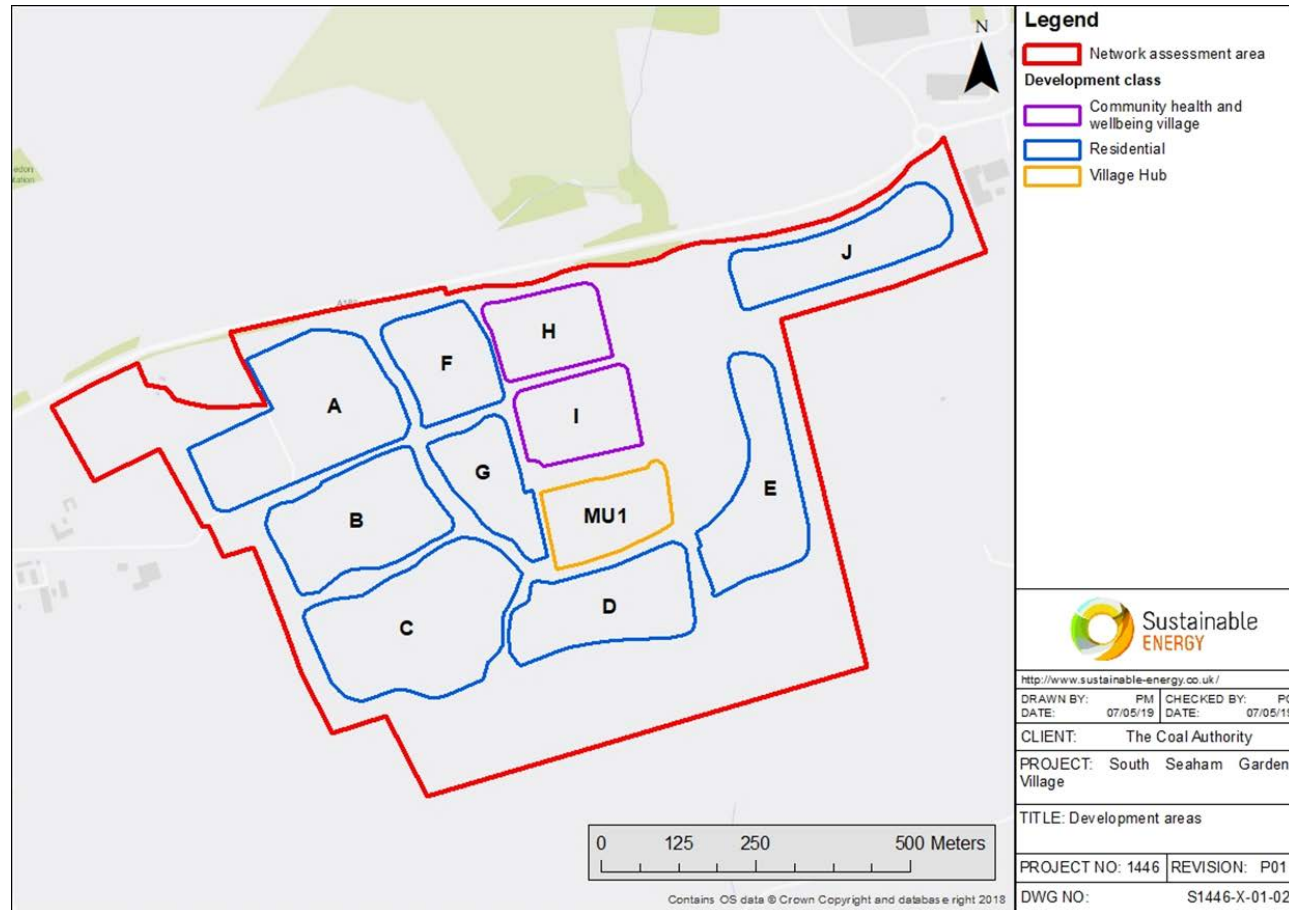 Legend
Network assessment area
Development class
Community health and
wellbeing village
Residential
Village Hub
N
J
H
F
A
I
G
E
B
MU1
D
C
0 125 250 500 Meters
Contains OS data © Crown Copyright and database right 2018
Sustainable
ENERGY
http://www.sustainable-energy.co.uk/
DRAWN BY: PM CHECKED BY:
DATE: 07/05/19 DATE: 07/05/19
CLIENT: The Coal Authority
PROJECT: South Seaham Garden
Village
TITLE: Development areas
PROJECT NO: 1446 REVISION: P01
DWG NO: S1446-X-01-02